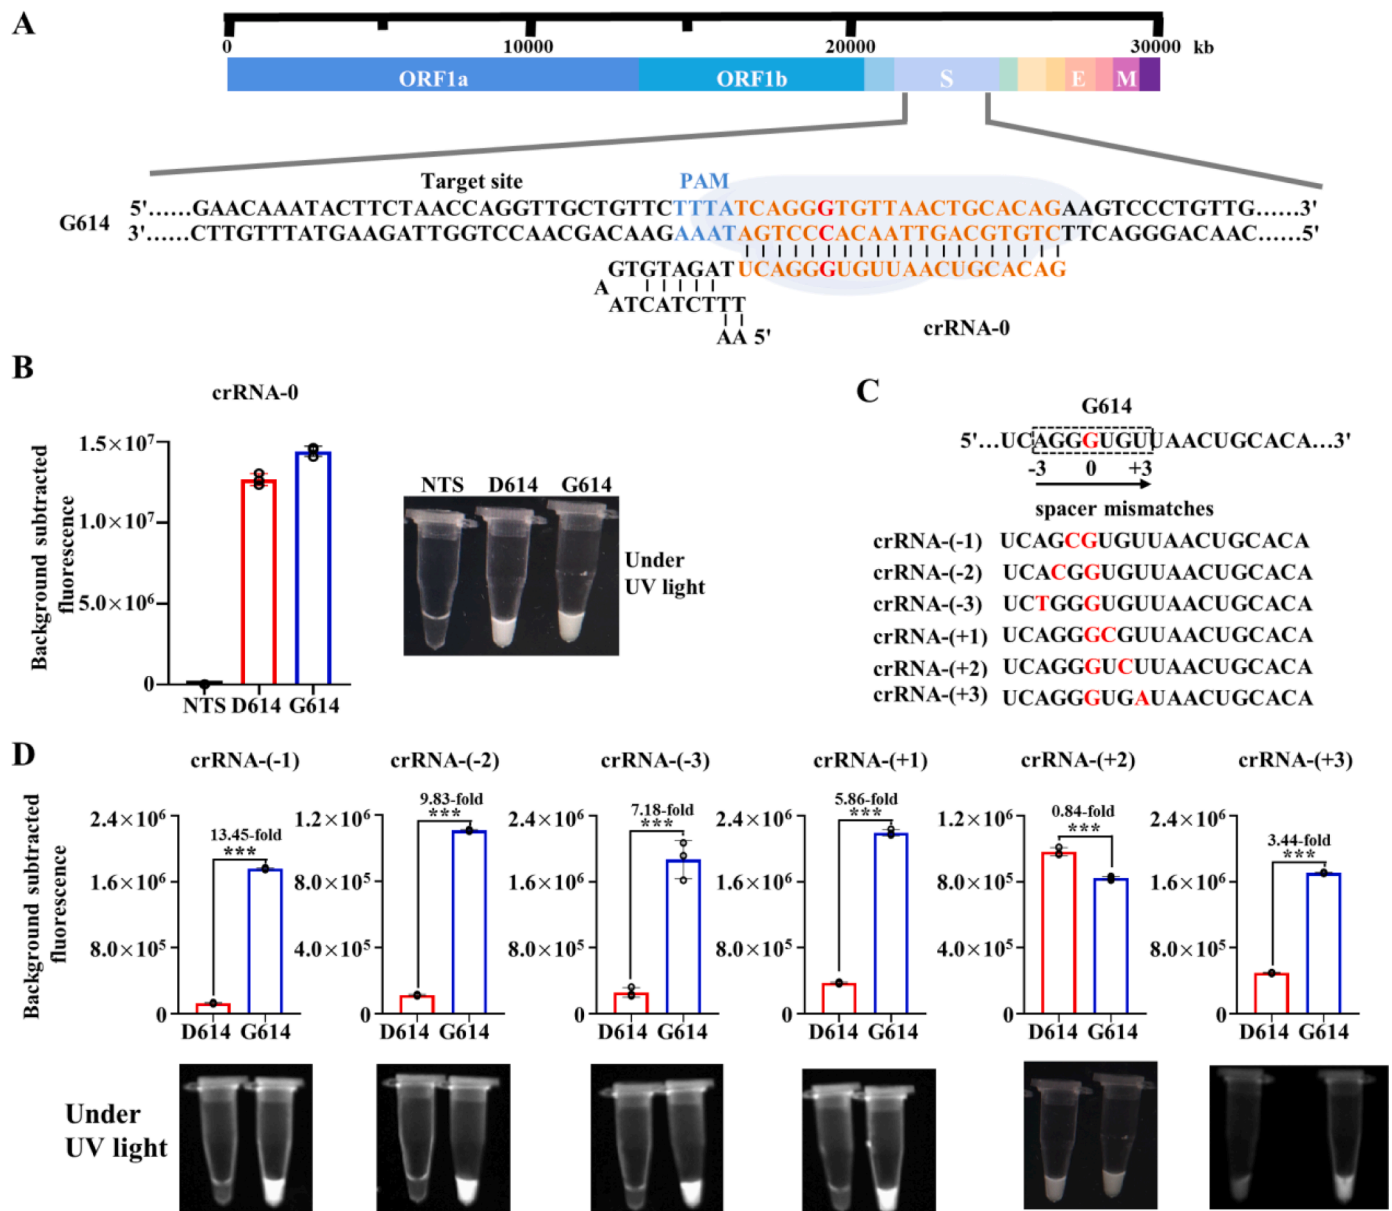 A
0 10000 20000 30000 kb
ORF1a ORF1b S E M
Target site PAM
G614
5'......GAACAAATACTTCTAACCAGGTTGCTGTTCTTTATCAGGGTGTTAACTGCACAGAAGTCCCTGTTG......3'
3'......CTTGTTTATGAAGATTGGTCCAACGACAAGAAATAGTCCCACAATTGACGTGTCTTCAGGGACAAC......5'
GTGTAGATUCAGGGUGUUAACUGCACAG
A
ATCATCTTT
AA 5'
crRNA-0
B
crRNA-0
Background subtracted
fluorescence
1.5×10⁷
1.0×10⁷
5.0×10⁶
0
NTS D614 G614
NTS D614 G614
Under
UV light
C
G614
5'...UCAGGGUGUUAACUGCACA...3'
-3 0 +3
spacer mismatches
crRNA-(-1) UCAGCGUGUUAACUGCACA
crRNA-(-2) UCACGGUGUUAACUGCACA
crRNA-(-3) UCTGGGUGUUAACUGCACA
crRNA-(+1) UCAGGGCGUUAACUGCACA
crRNA-(+2) UCAGGGUCUUAACUGCACA
crRNA-(+3) UCAGGGUGAUAACUGCACA
D
Background subtracted
fluorescence
crRNA-(-1) crRNA-(-2) crRNA-(-3) crRNA-(+1) crRNA-(+2) crRNA-(+3)
13.45-fold 9.83-fold 7.18-fold 5.86-fold 0.84-fold 3.44-fold
*** *** *** *** *** ***
2.4×10⁶ 1.2×10⁶ 2.4×10⁶ 2.4×10⁶ 1.2×10⁶ 2.4×10⁶
1.6×10⁶ 8.0×10⁵ 1.6×10⁶ 1.6×10⁶ 8.0×10⁵ 1.6×10⁶
8.0×10⁵ 4.0×10⁵ 8.0×10⁵ 8.0×10⁵ 4.0×10⁵ 8.0×10⁵
0 0 0 0 0 0
D614 G614 D614 G614 D614 G614 D614 G614 D614 G614 D614 G614
Under
UV light